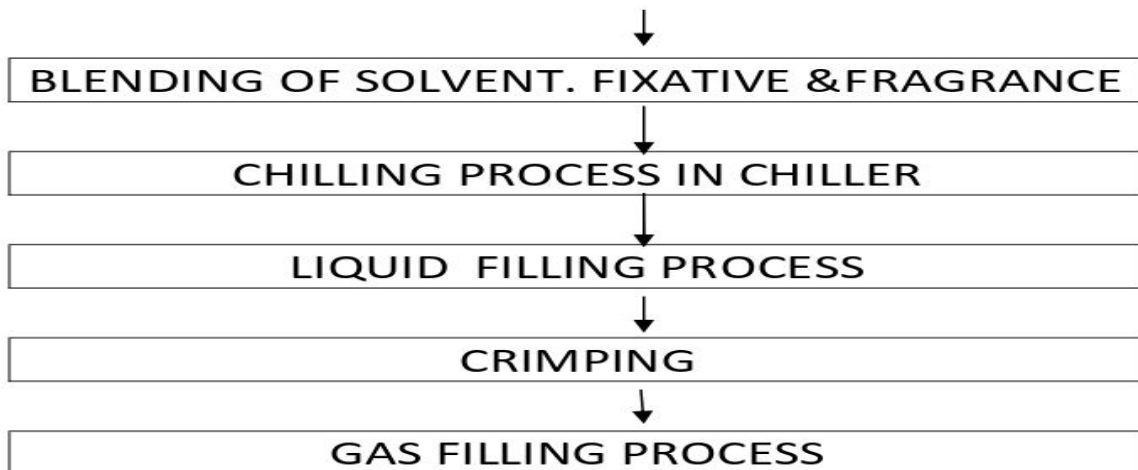 BLENDING OF SOLVENT. FIXATIVE &FRAGRANCE
CHILLING PROCESS IN CHILLER
LIQUID FILLING PROCESS
CRIMPING
GAS FILLING PROCESS